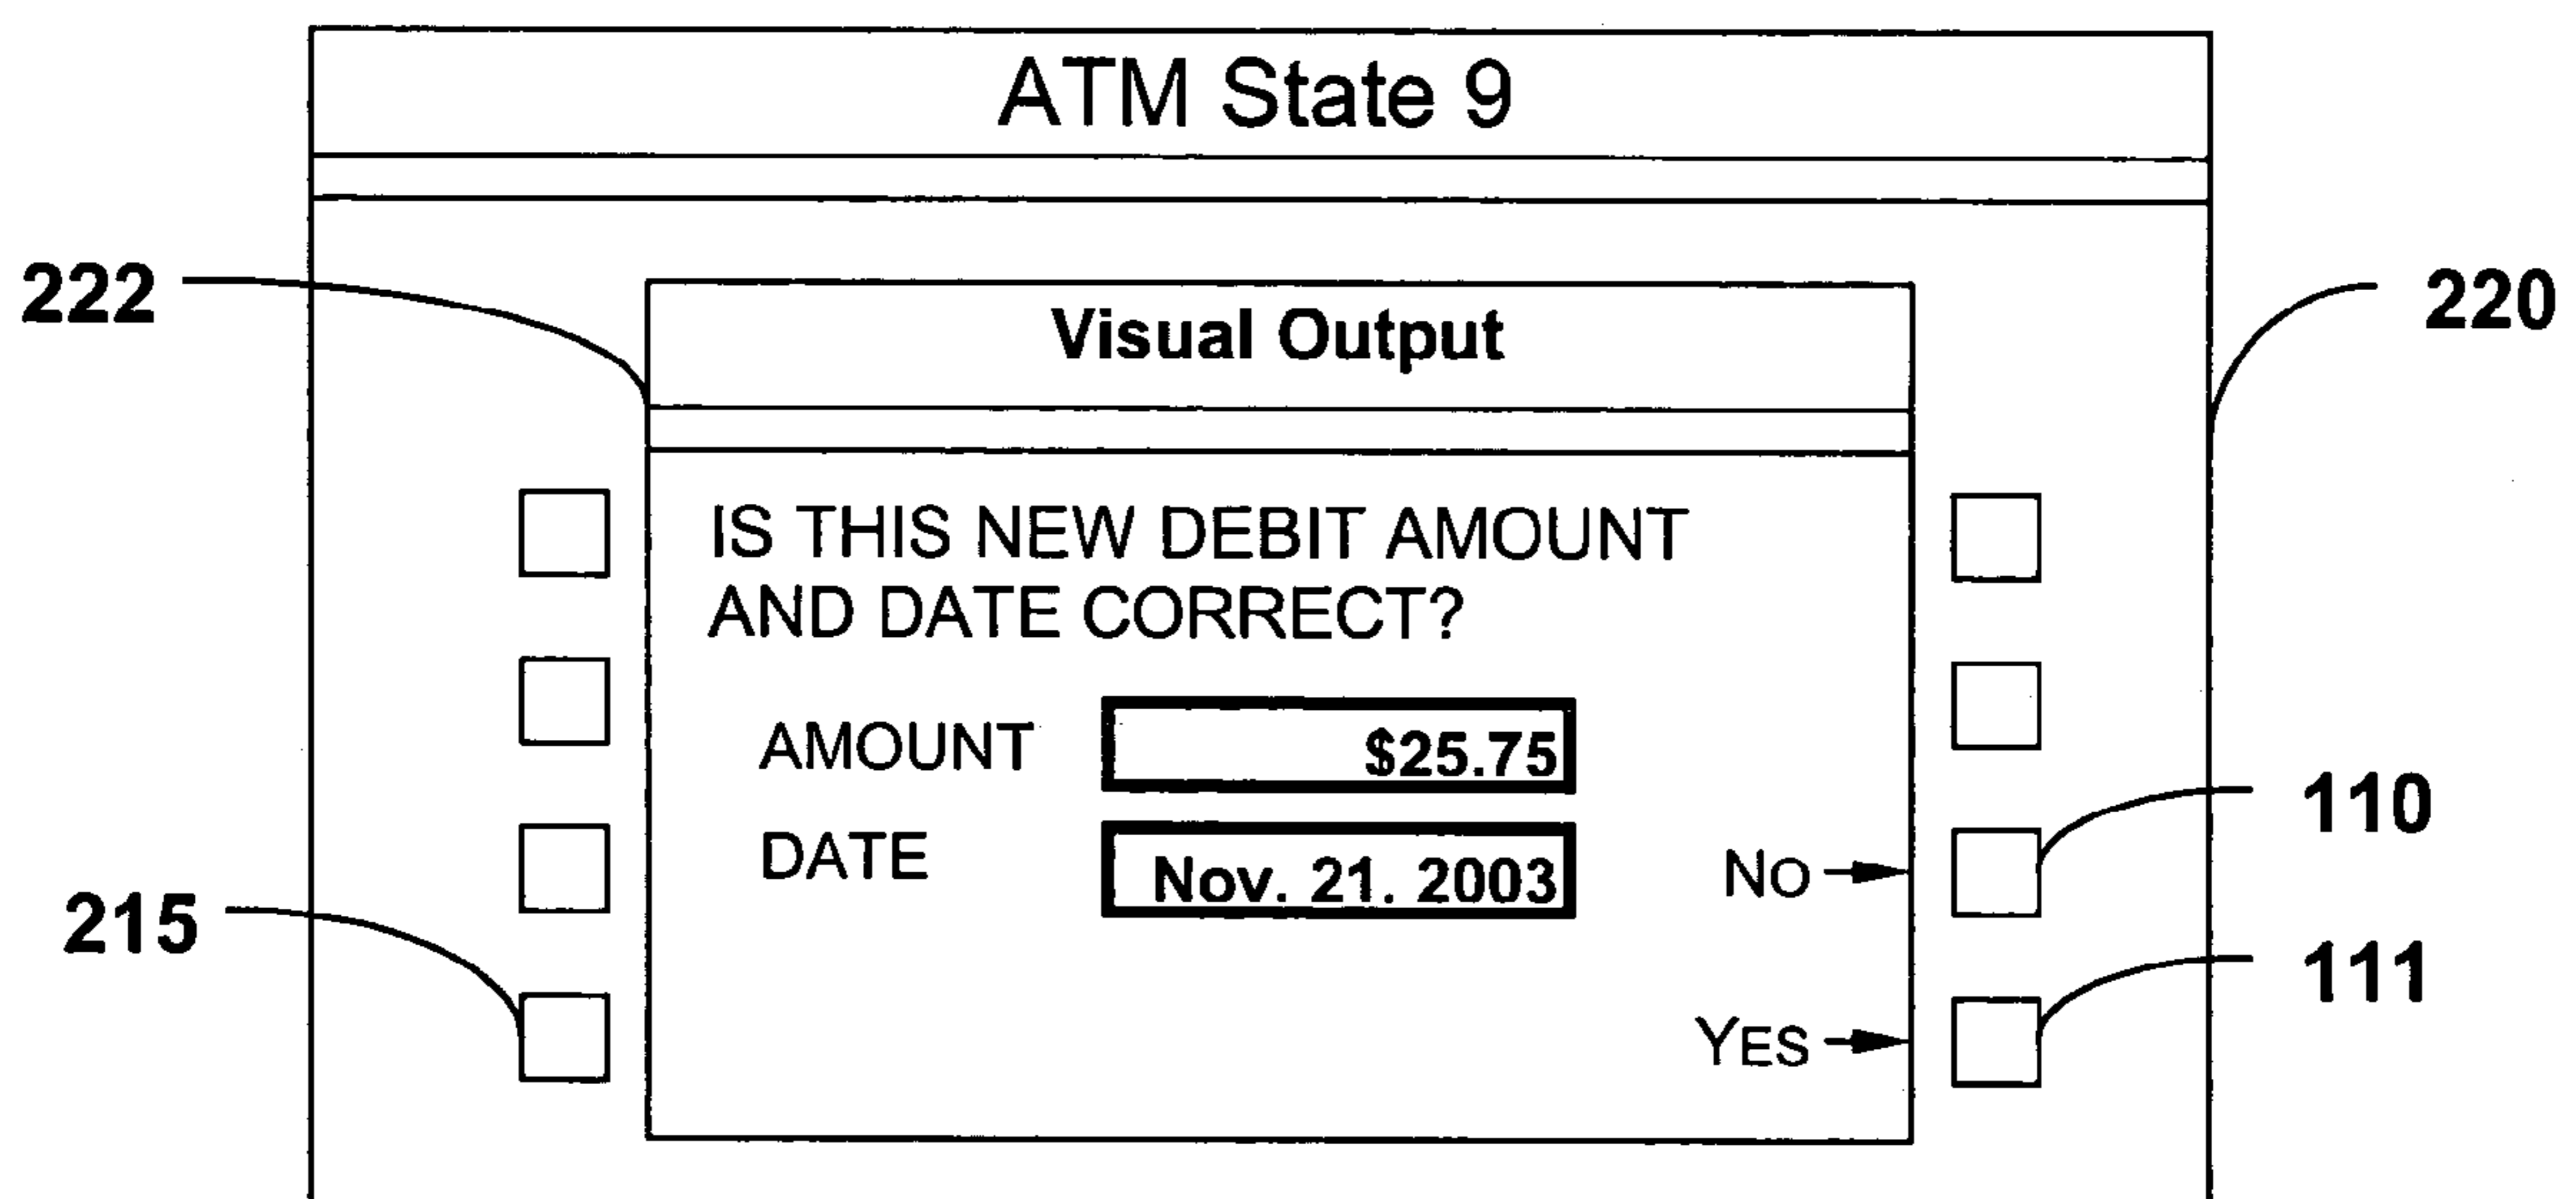 ATM State 9
222
220
Visual Output
IS THIS NEW DEBIT AMOUNT
AND DATE CORRECT?
AMOUNT $25.75
110
DATE Nov. 21. 2003
NO
215
111
YES